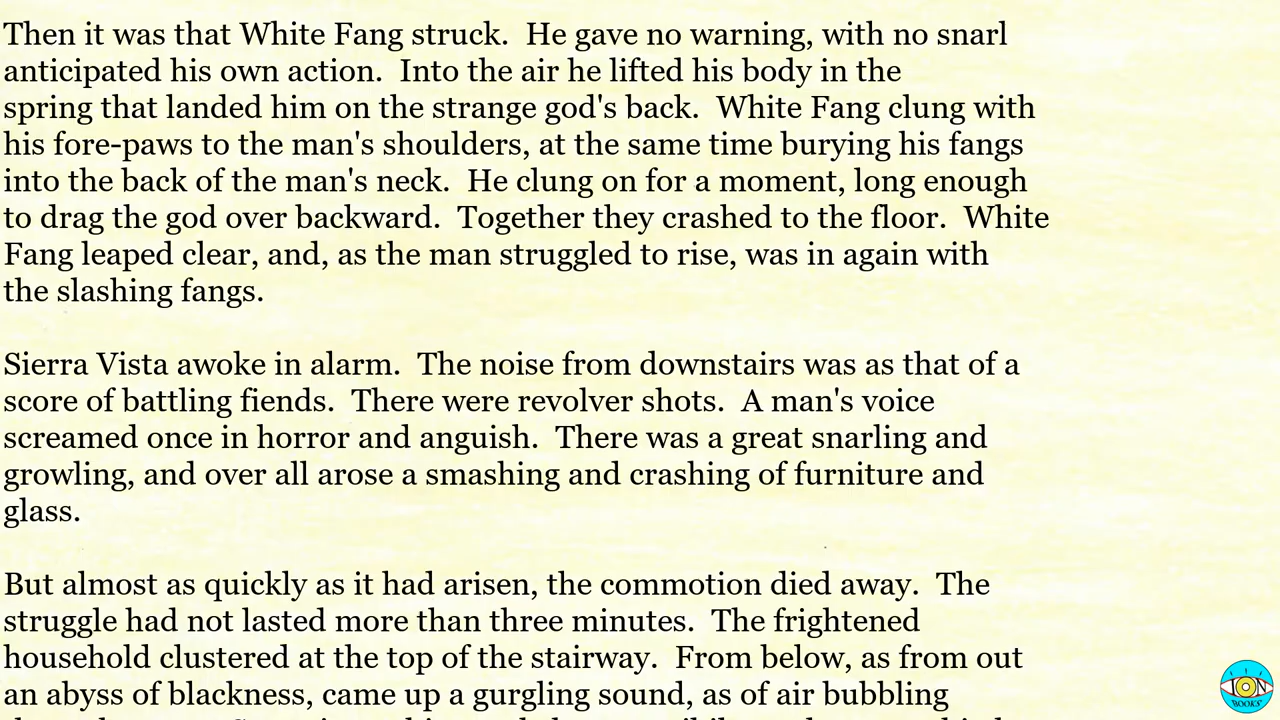 Then it was that White Fang struck.  He gave no warning, with no snarl
anticipated his own action.  Into the air he lifted his body in the
spring that landed him on the strange god's back.  White Fang clung with
his fore-paws to the man's shoulders, at the same time burying his fangs
into the back of the man's neck.  He clung on for a moment, long enough
to drag the god over backward.  Together they crashed to the floor.  White
Fang leaped clear, and, as the man struggled to rise, was in again with
the slashing fangs.

Sierra Vista awoke in alarm.  The noise from downstairs was as that of a
score of battling fiends.  There were revolver shots.  A man's voice
screamed once in horror and anguish.  There was a great snarling and
growling, and over all arose a smashing and crashing of furniture and
glass.

But almost as quickly as it had arisen, the commotion died away.  The
struggle had not lasted more than three minutes.  The frightened
household clustered at the top of the stairway.  From below, as from out
an abyss of blackness, came up a gurgling sound, as of air bubbling
ION
BOOKS